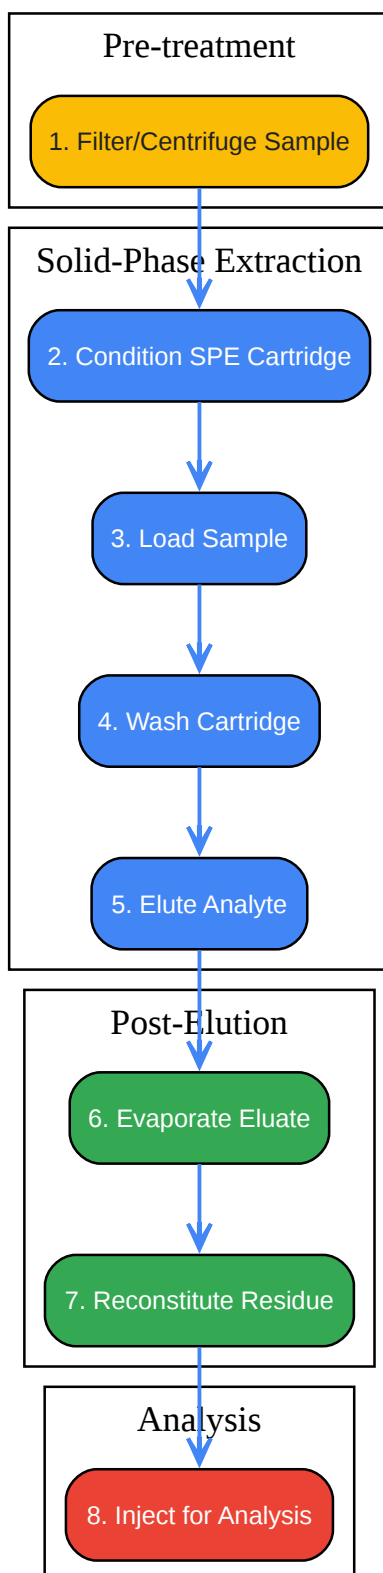 Pre-treatment
1. Filter/Centrifuge Sample
Solid-Phase Extraction
2. Condition SPE Cartridge
3. Load Sample
4. Wash Cartridge
5. Elute Analyte
Post-Elution
6. Evaporate Eluate
7. Reconstitute Residue
Analysis
8. Inject for Analysis